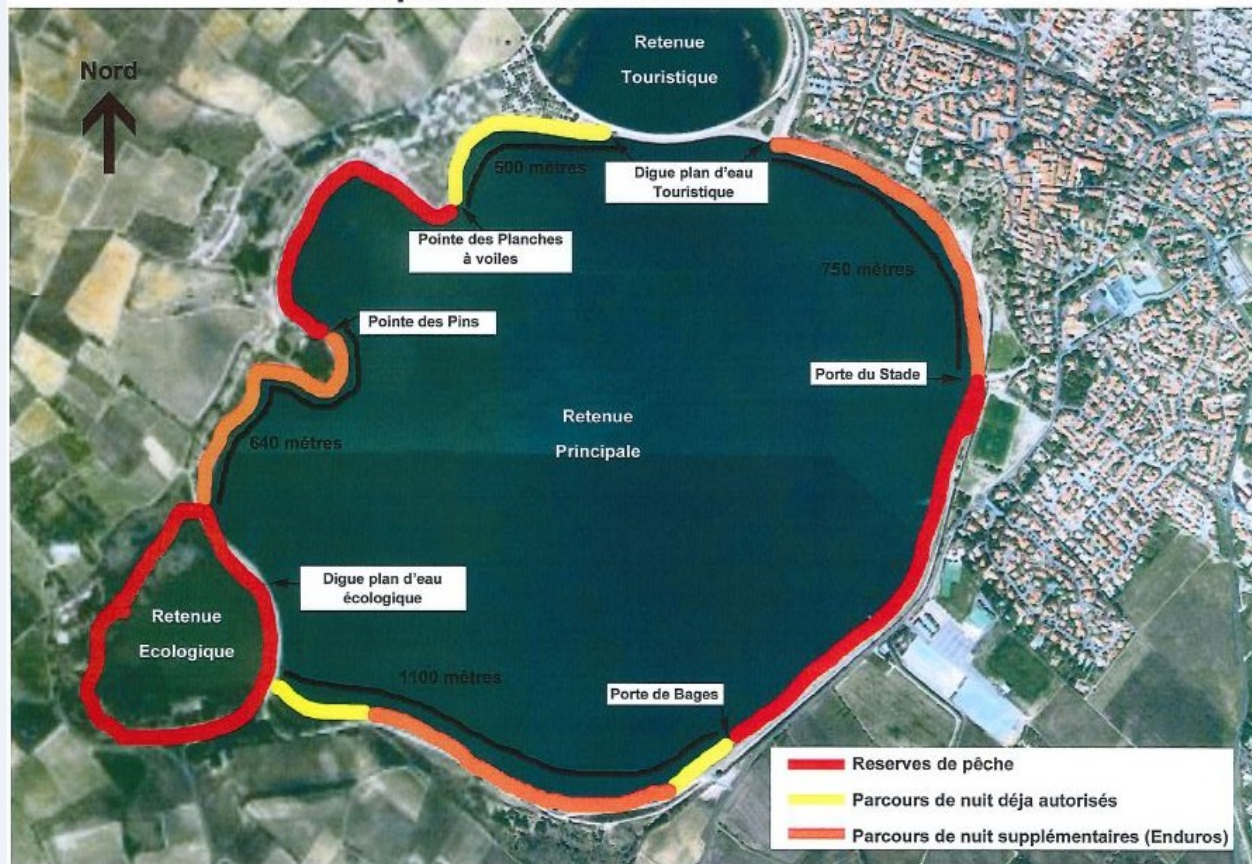 Retenue
Touristique
Nord
500 mètres
Digue plan d'eau
Touristique
Pointe des Planches
à voiles
750 mètres
Pointe des Pins
Porte du Stade
Retenue
Principale
640 mètres
Digue plan d'eau
écologique
Retenue
Ecologique
1100 mètres
Porte de Bages
Reserves de pêche
Parcours de nuit déja autorisés
Parcours de nuit supplémentaires (Enduros)